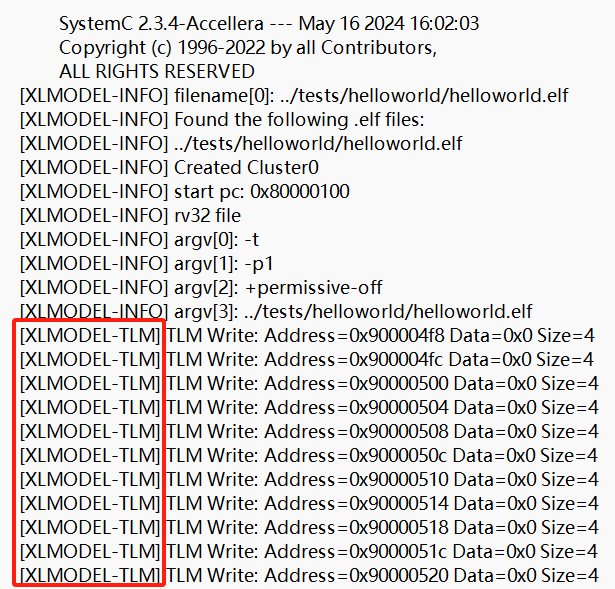 SystemC 2.3.4-Accellera --- May 16 2024 16:02:03
Copyright (c) 1996-2022 by all Contributors,
ALL RIGHTS RESERVED
[XLMODEL-INFO] filename[0]: ../tests/helloworld/helloworld.elf
[XLMODEL-INFO] Found the following .elf files:
[XLMODEL-INFO] ../tests/helloworld/helloworld.elf
[XLMODEL-INFO] Created Cluster0
[XLMODEL-INFO] start pc: 0x80000100
[XLMODEL-INFO] rv32 file
[XLMODEL-INFO] argv[0]: -t
[XLMODEL-INFO] argv[1]: -p1
[XLMODEL-INFO] argv[2]: +permissive-off
[XLMODEL-INFO] argv[3]: ../tests/helloworld/helloworld.elf
[XLMODEL-TLM] TLM Write: Address=0x900004f8 Data=0x0 Size=4
[XLMODEL-TLM] TLM Write: Address=0x900004fc Data=0x0 Size=4
[XLMODEL-TLM] TLM Write: Address=0x90000500 Data=0x0 Size=4
[XLMODEL-TLM] TLM Write: Address=0x90000504 Data=0x0 Size=4
[XLMODEL-TLM] TLM Write: Address=0x90000508 Data=0x0 Size=4
[XLMODEL-TLM] TLM Write: Address=0x9000050c Data=0x0 Size=4
[XLMODEL-TLM] TLM Write: Address=0x90000510 Data=0x0 Size=4
[XLMODEL-TLM] TLM Write: Address=0x90000514 Data=0x0 Size=4
[XLMODEL-TLM] TLM Write: Address=0x90000518 Data=0x0 Size=4
[XLMODEL-TLM] TLM Write: Address=0x9000051c Data=0x0 Size=4
[XLMODEL-TLM] TLM Write: Address=0x90000520 Data=0x0 Size=4